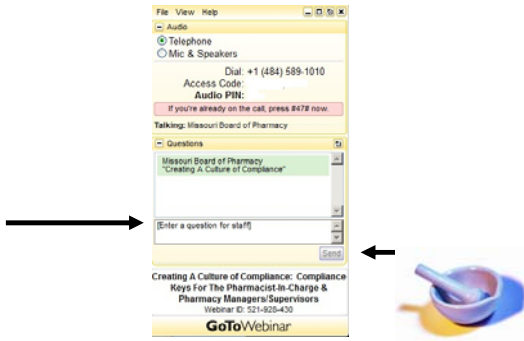 File View Help
Audio
Telephone
Mic & Speakers
Dial: +1 (484) 589-1010
Access Code:
Audio PIN:
If you're already on the call, press #47# now.
Talking: Missouri Board of Pharmacy
Questions
Missouri Board of Pharmacy
"Creating A Culture of Compliance"
[Enter a question for staff]
Send
Creating A Culture of Compliance: Compliance
Keys For The Pharmacist-In-Charge &
Pharmacy Managers/Supervisors
Webinar ID: 521-928-430
GoToWebinar